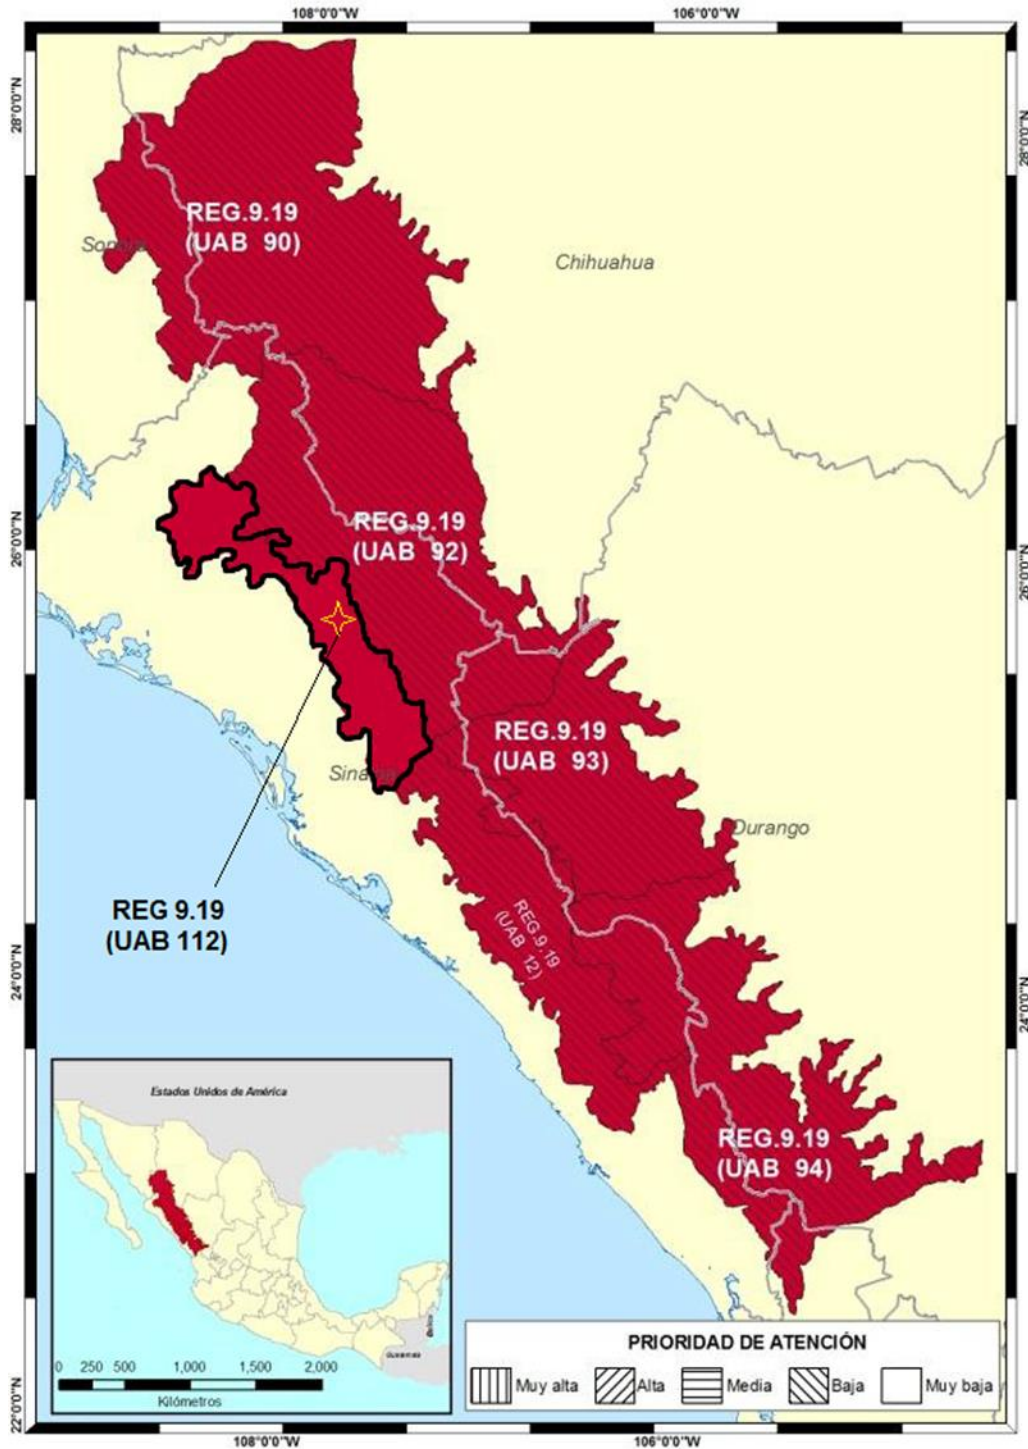 108°0'0"W
106°0'0"W
28°0'0"N
28°0'0"N
REG.9.19
(UAB 90)
Sonora
Chihuahua
REG.9.19
(UAB 92)
26°0'0"N
26°0'0"N
REG.9.19
(UAB 93)
Sinaloa
Durango
REG 9.19
(UAB 112)
REG.9.19
(UAB 12)
24°0'0"N
24°0'0"N
REG.9.19
(UAB 94)
Estados Unidos de América
Belice
Guatemala
0 250 500 1,000 1,500 2,000
Kilómetros
PRIORIDAD DE ATENCIÓN
Muy alta Alta Media Baja Muy baja
22°0'0"N
108°0'0"W
106°0'0"W